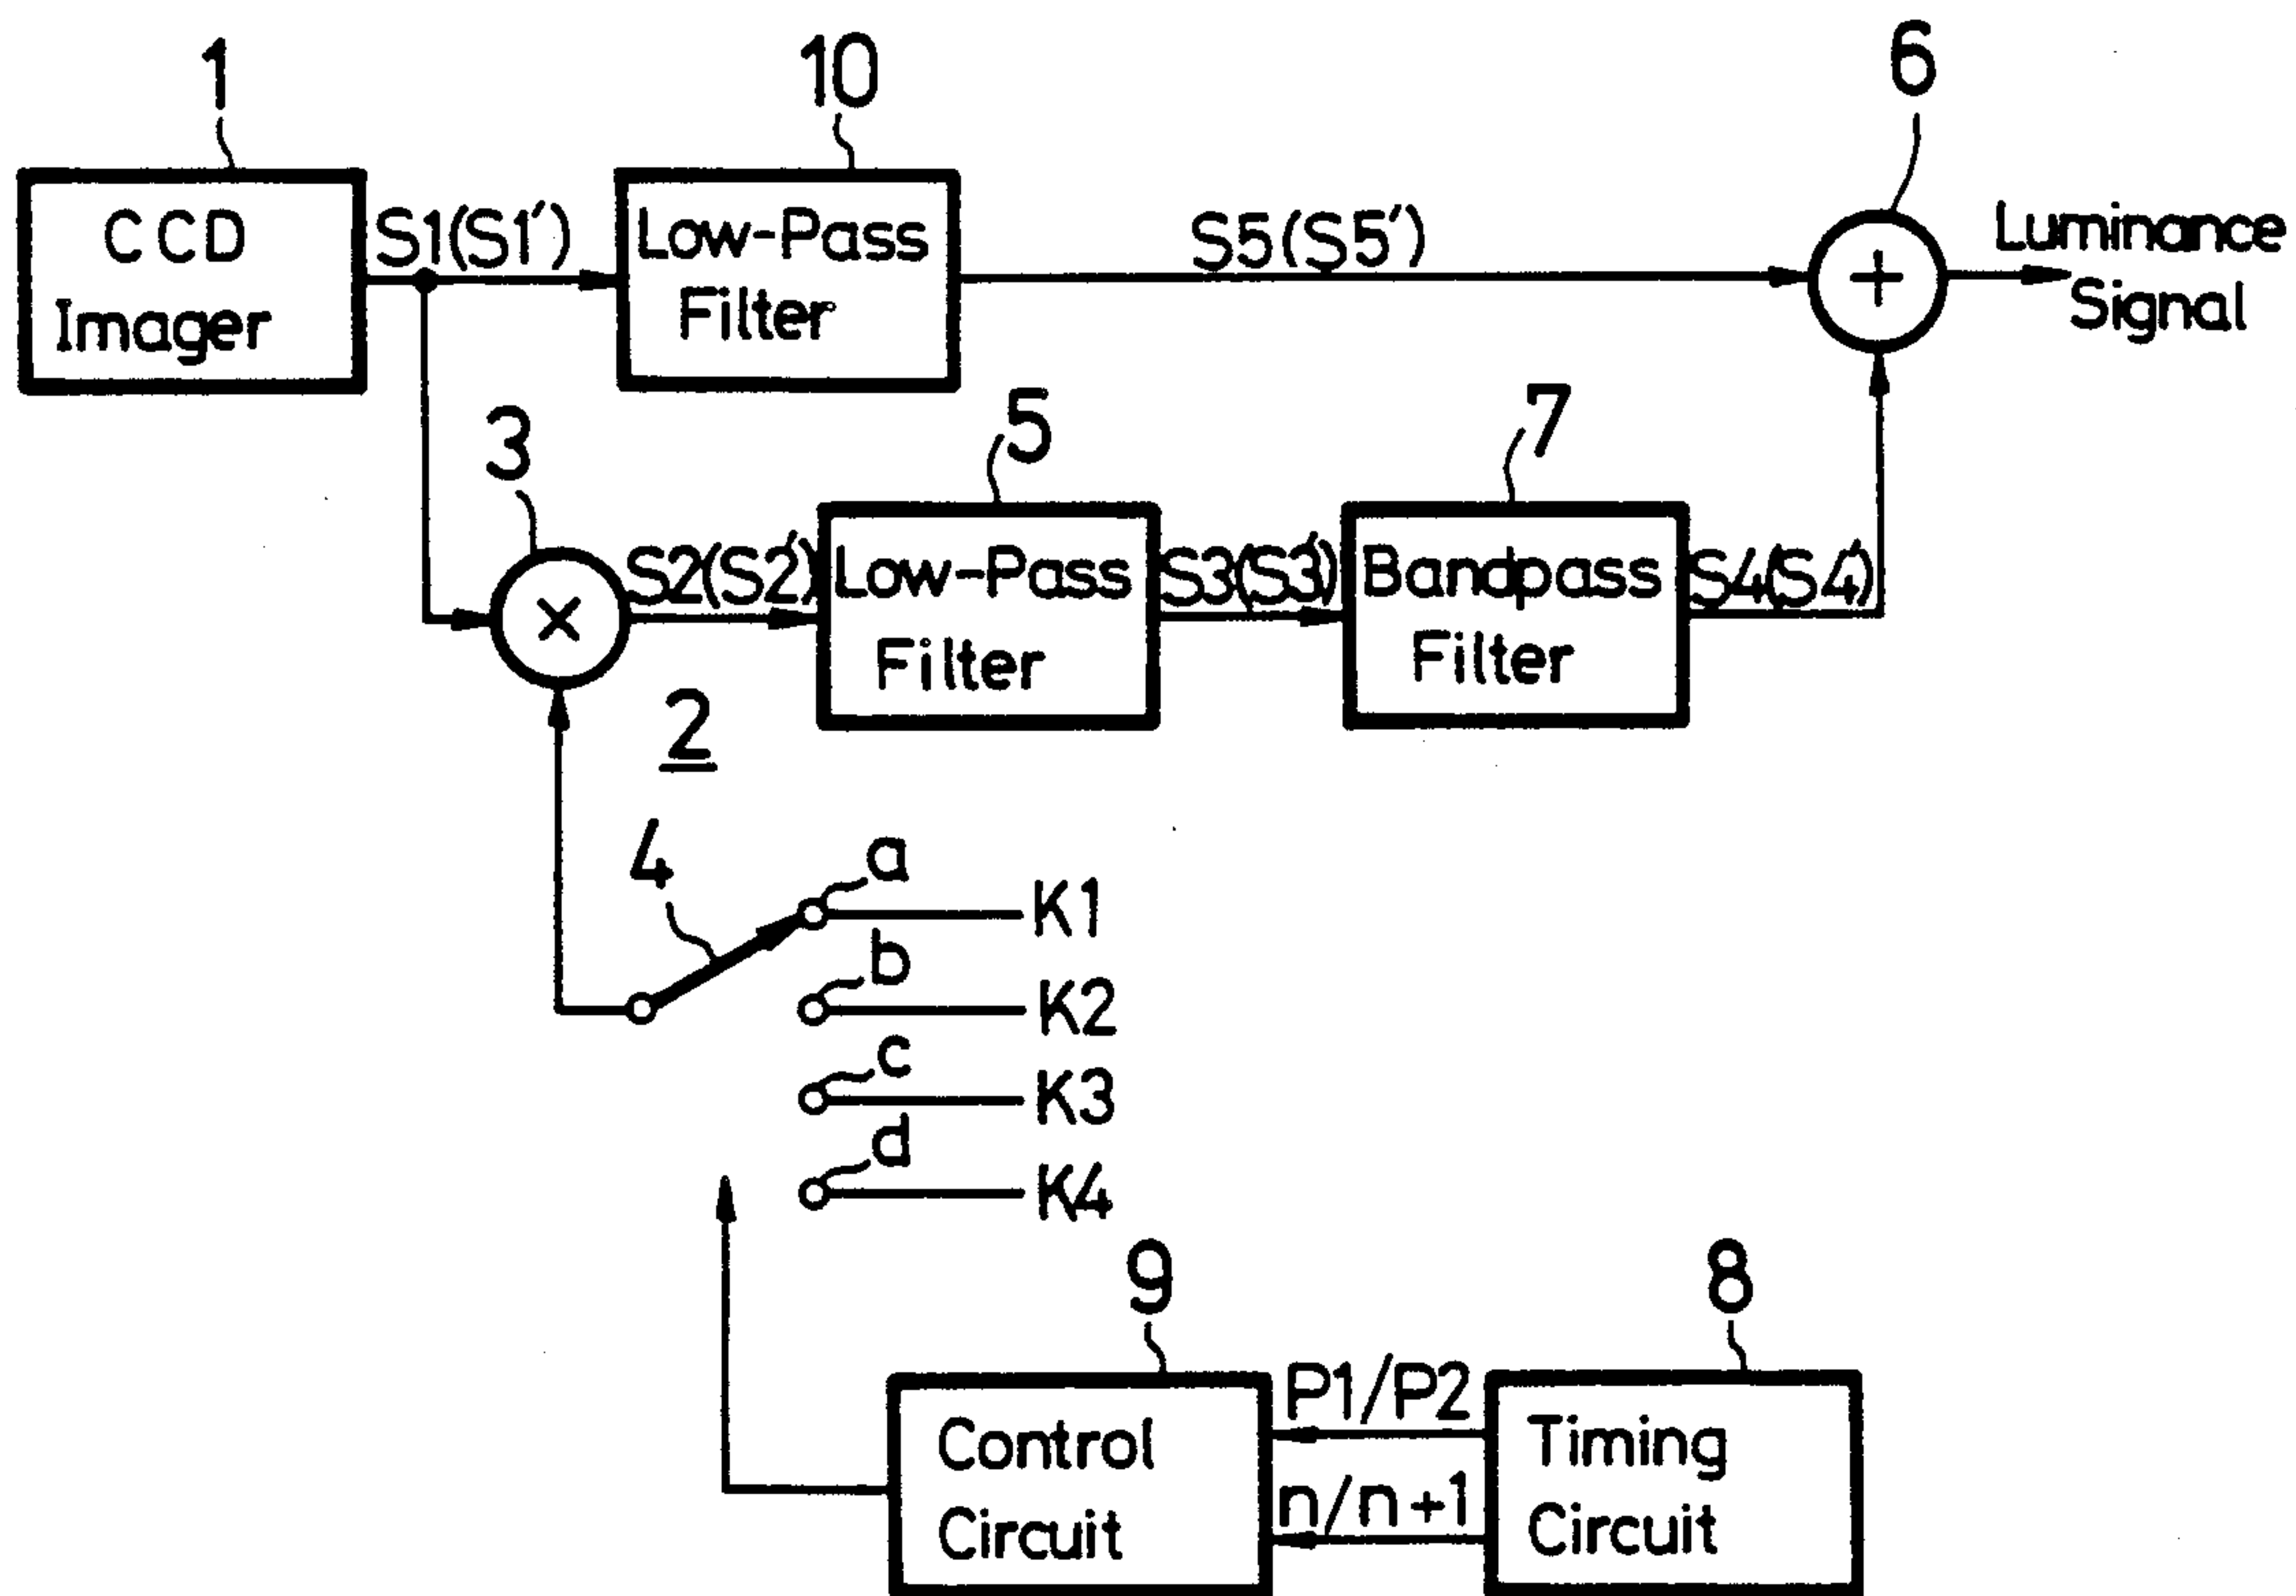 1
10
6
CCD
Imager
S1(S1')
Low-Pass
Filter
S5(S5')
+
Luminance
Signal
3
5
7
×
S2(S2')
Low-Pass
Filter
S3(S3')
Bandpass
Filter
S4(S4')
2
4
a
K1
b
K2
c
K3
d
K4
9
8
Control
Circuit
P1/P2
n/n+1
Timing
Circuit